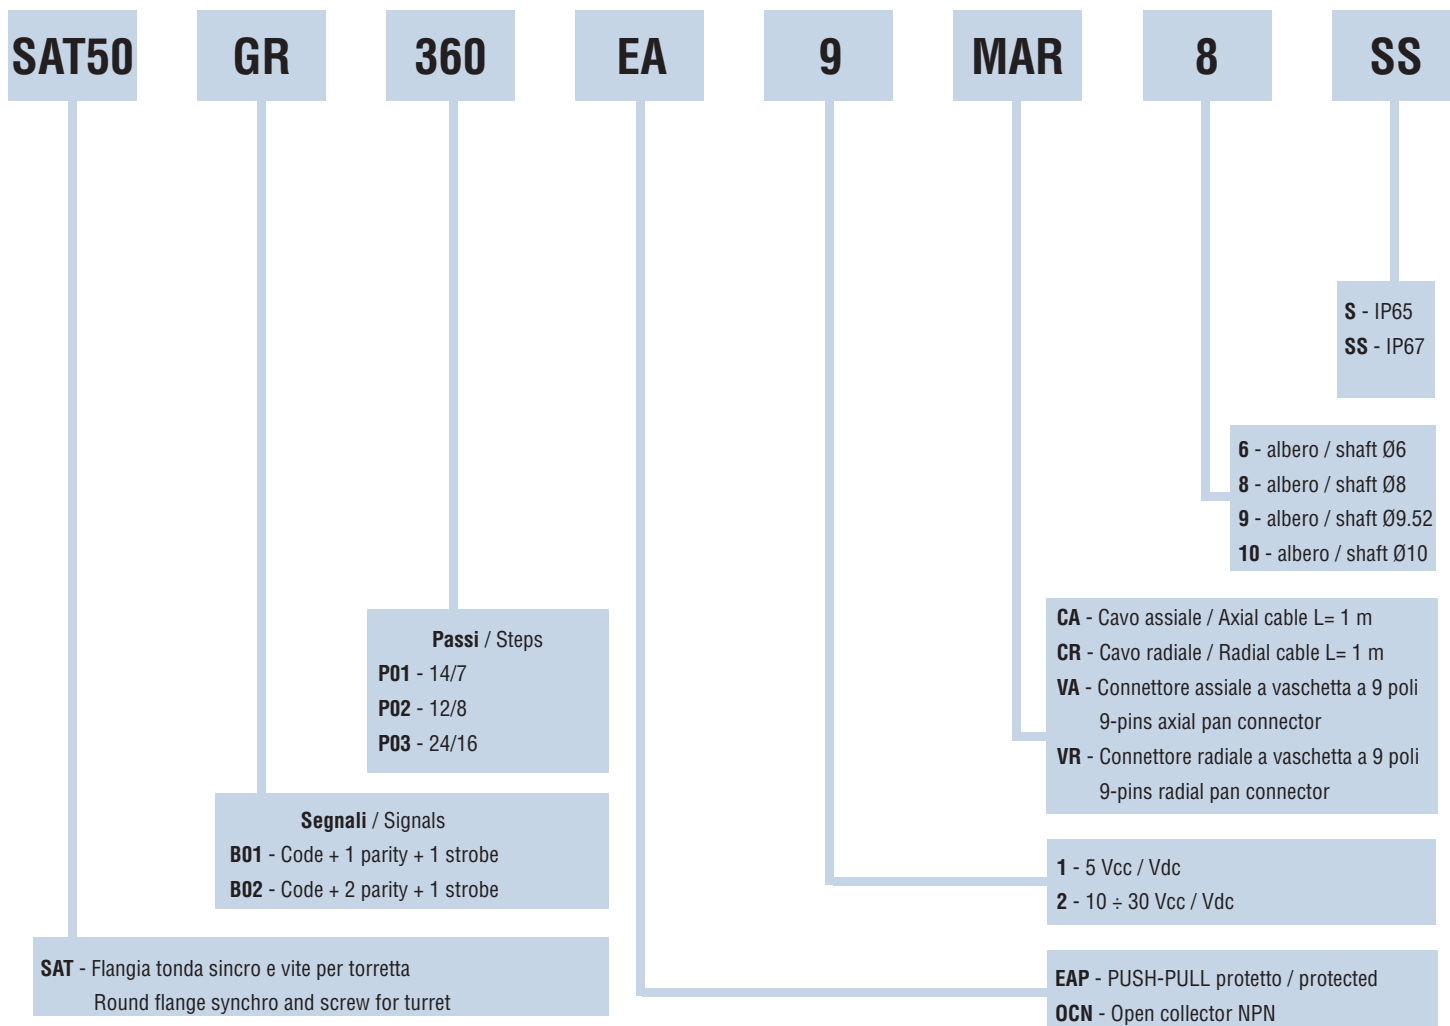 SAT50 GR 360 EA 9 MAR 8 SS
S - IP65
SS - IP67
6 - albero / shaft Ø6
8 - albero / shaft Ø8
9 - albero / shaft Ø9.52
10 - albero / shaft Ø10
Passi / Steps
P01 - 14/7
P02 - 12/8
P03 - 24/16
CA - Cavo assiale / Axial cable L= 1 m
CR - Cavo radiale / Radial cable L= 1 m
VA - Connettore assiale a vaschetta a 9 poli
9-pins axial pan connector
VR - Connettore radiale a vaschetta a 9 poli
9-pins radial pan connector
Segnali / Signals
B01 - Code + 1 parity + 1 strobe
B02 - Code + 2 parity + 1 strobe
1 - 5 Vcc / Vdc
2 - 10 ÷ 30 Vcc / Vdc
SAT - Flangia tonda sincro e vite per torretta
Round flange synchro and screw for turret
EAP - PUSH-PULL protetto / protected
OCN - Open collector NPN